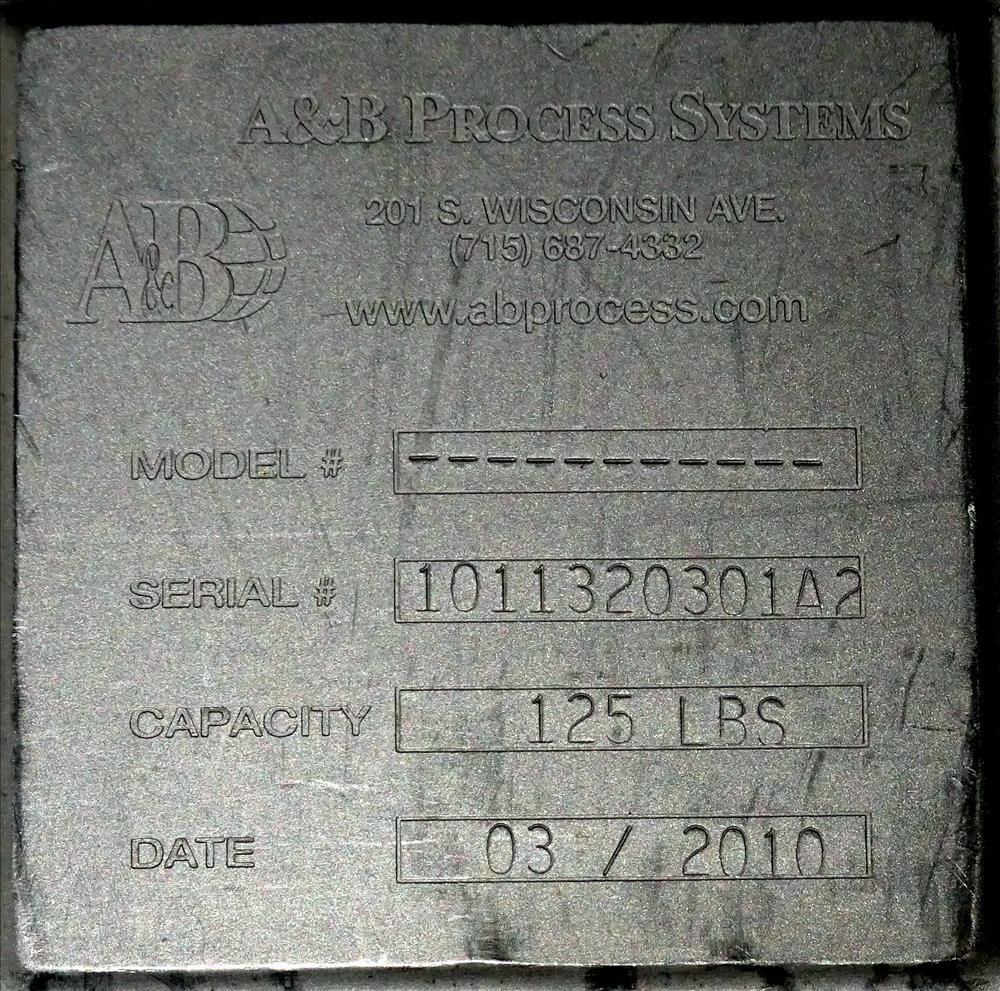 A&B PROCESS SYSTEMS
A&B
201 S. WISCONSIN AVE.
(715) 687-4332
www.abprocess.com
MODEL # -----------
SERIAL # 1011320301A2
CAPACITY 125 LBS
DATE 03 / 2010